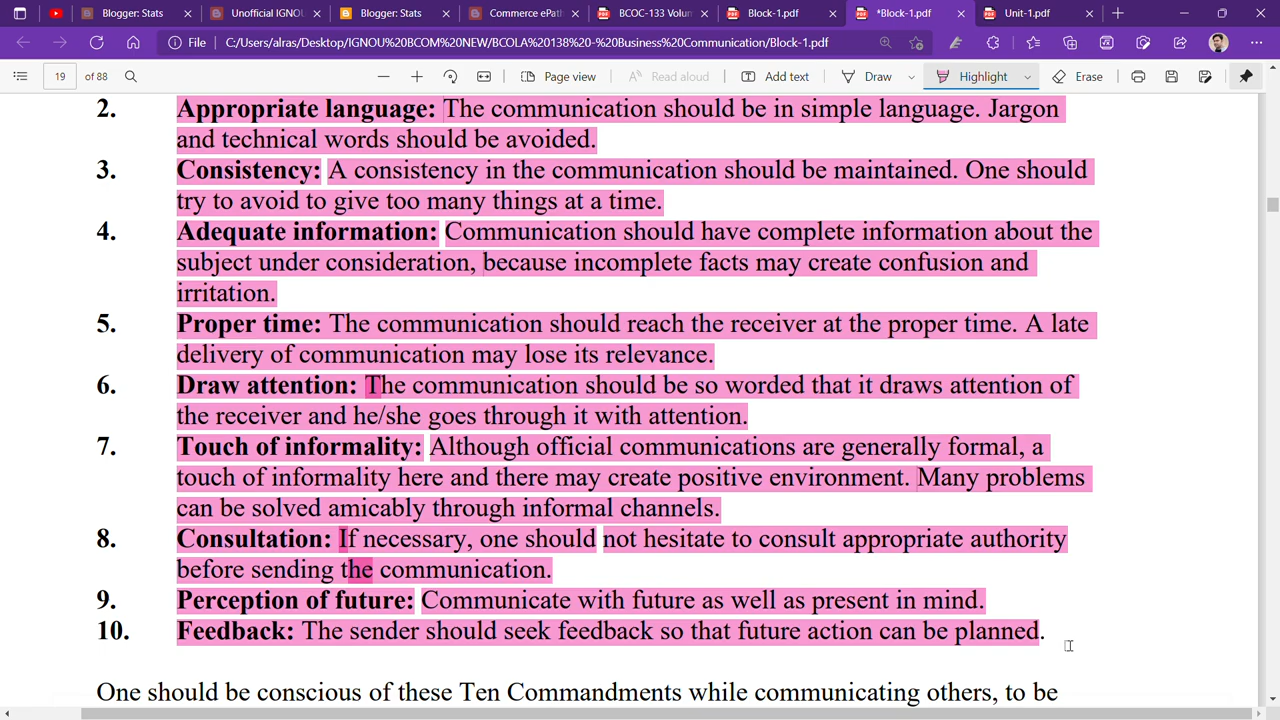 Blogger: Stats
Unofficial IGNOU
Blogger: Stats
Commerce ePath
BCOC-133 Volum
Block-1.pdf
*Block-1.pdf
Unit-1.pdf
File
C:/Users/alras/Desktop/IGNOU%20BCOM%20NEW/BCOLA%20138%20-%20Business%20Communication/Block-1.pdf
19 of 88
Page view
Read aloud
Add text
Draw
Highlight
Erase
2. Appropriate language: The communication should be in simple language. Jargon
and technical words should be avoided.
3. Consistency: A consistency in the communication should be maintained. One should
try to avoid to give too many things at a time.
4. Adequate information: Communication should have complete information about the
subject under consideration, because incomplete facts may create confusion and
irritation.
5. Proper time: The communication should reach the receiver at the proper time. A late
delivery of communication may lose its relevance.
6. Draw attention: The communication should be so worded that it draws attention of
the receiver and he/she goes through it with attention.
7. Touch of informality: Although official communications are generally formal, a
touch of informality here and there may create positive environment. Many problems
can be solved amicably through informal channels.
8. Consultation: If necessary, one should not hesitate to consult appropriate authority
before sending the communication.
9. Perception of future: Communicate with future as well as present in mind.
10. Feedback: The sender should seek feedback so that future action can be planned.
One should be conscious of these Ten Commandments while communicating others, to be